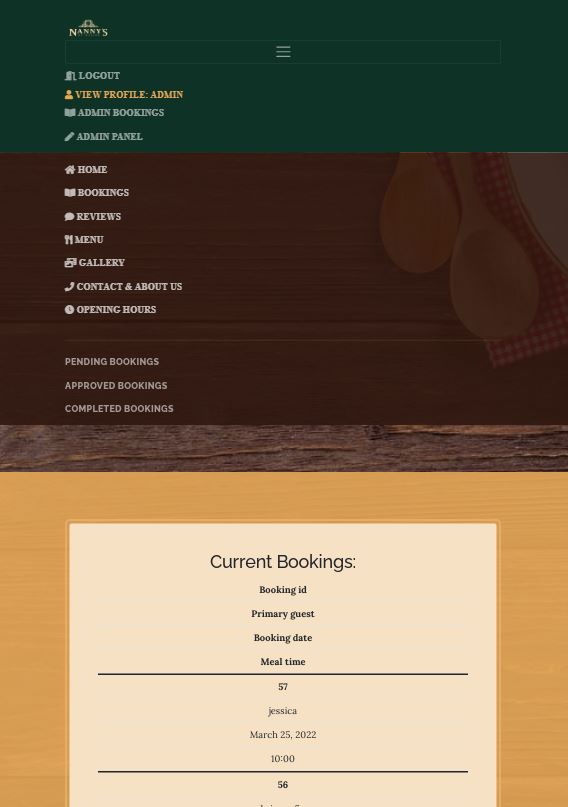 NANNY'S
LOGOUT
VIEW PROFILE: ADMIN
ADMIN BOOKINGS
ADMIN PANEL
HOME
BOOKINGS
REVIEWS
MENU
GALLERY
CONTACT & ABOUT US
OPENING HOURS
PENDING BOOKINGS
APPROVED BOOKINGS
COMPLETED BOOKINGS
Current Bookings:
Booking id
Primary guest
Booking date
Meal time
57
jessica
March 25, 2022
10:00
56